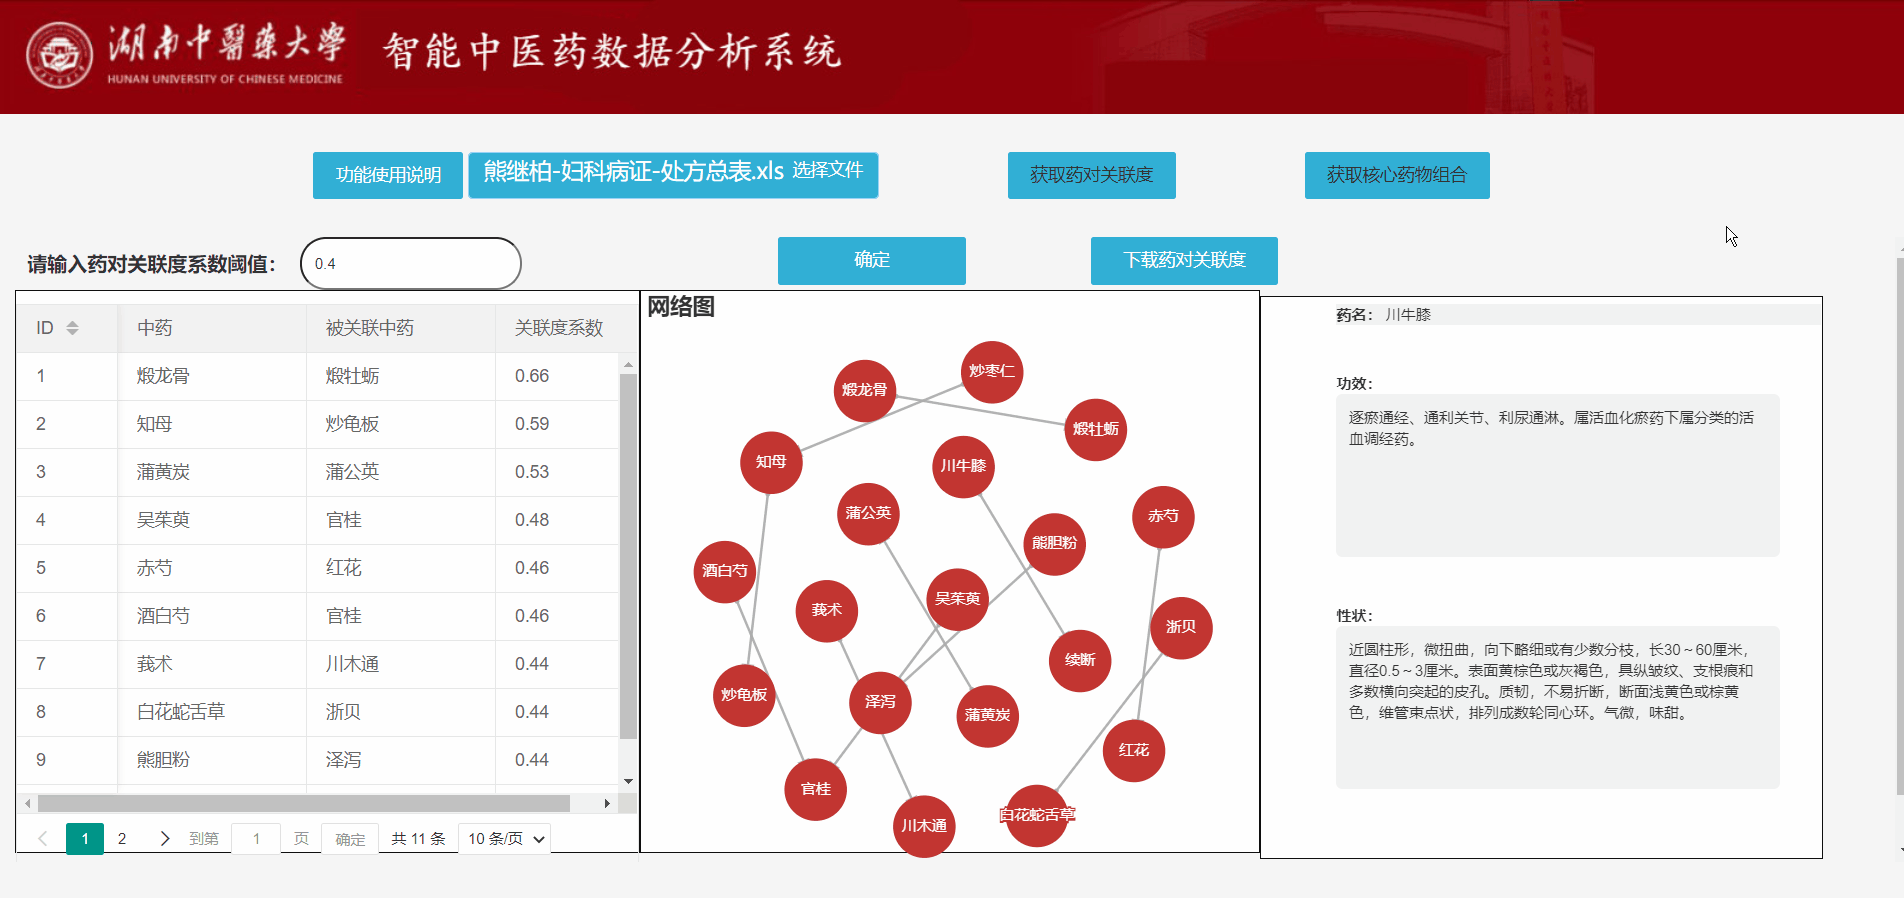 湖南中醫藥大學
HUNAN UNIVERSITY OF CHINESE MEDICINE
智能中医药数据分析系统
功能使用说明
熊继柏-妇科病证-处方总表.xls 选择文件
获取药对关联度
获取核心药物组合
请输入药对关联度系数阈值：
0.4
确定
下载药对关联度
ID 中药 被关联中药 关联度系数
1 煅龙骨 煅牡蛎 0.66
2 知母 炒龟板 0.59
3 蒲黄炭 蒲公英 0.53
4 吴茱萸 官桂 0.48
5 赤芍 红花 0.46
6 酒白芍 官桂 0.46
7 莪术 川木通 0.44
8 白花蛇舌草 浙贝 0.44
9 熊胆粉 泽泻 0.44
1 2 到第 1 页 确定 共 11 条 10 条/页
网络图
炒枣仁
煅龙骨
煅牡蛎
知母
川牛膝
蒲公英
赤芍
熊胆粉
酒白芍
吴茱萸
莪术
浙贝
续断
炒龟板
泽泻
蒲黄炭
红花
官桂
白花蛇舌草
川木通
药名： 川牛膝
功效：
逐瘀通经、通利关节、利尿通淋。属活血化瘀药下属分类的活
血调经药。
性状：
近圆柱形，微扭曲，向下略细或有少数分枝，长30～60厘米，
直径0.5～3厘米。表面黄棕色或灰褐色，具纵皱纹、支根痕和
多数横向突起的皮孔。质韧，不易折断，断面浅黄色或棕黄
色，维管束点状，排列成数轮同心环。气微，味甜。